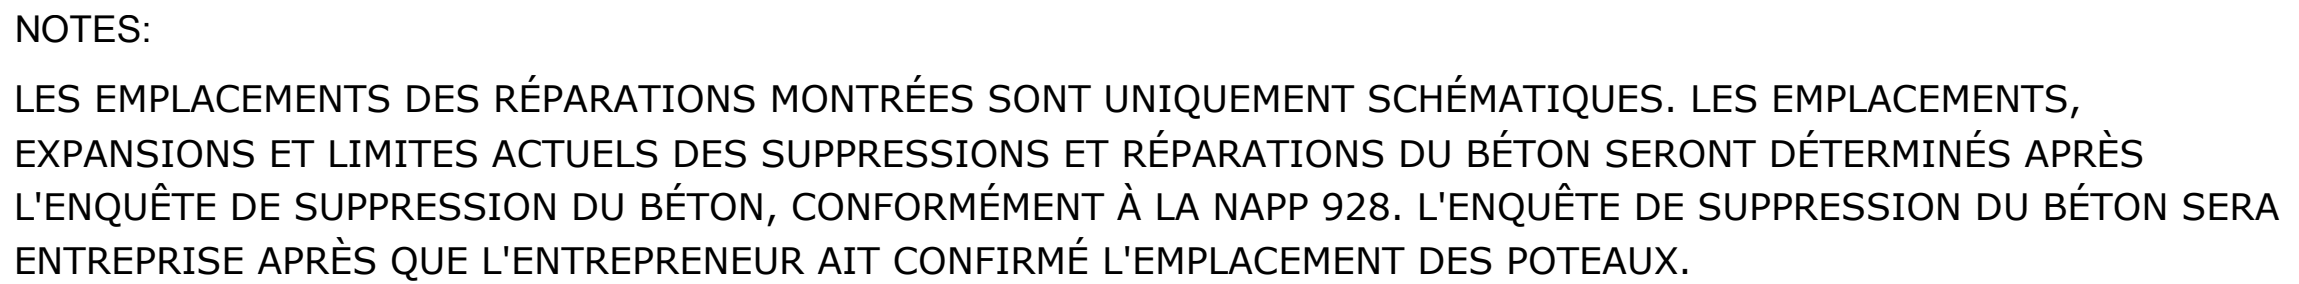 NOTES:
LES EMPLACEMENTS DES RÉPARATIONS MONTRÉES SONT UNIQUEMENT SCHÉMATIQUES. LES EMPLACEMENTS,
EXPANSIONS ET LIMITES ACTUELS DES SUPPRESSIONS ET RÉPARATIONS DU BÉTON SERONT DÉTERMINÉS APRÈS
L'ENQUÊTE DE SUPPRESSION DU BÉTON, CONFORMÉMENT À LA NAPP 928. L'ENQUÊTE DE SUPPRESSION DU BÉTON SERA
ENTREPRISE APRÈS QUE L'ENTREPRENEUR AIT CONFIRMÉ L'EMPLACEMENT DES POTEAUX.